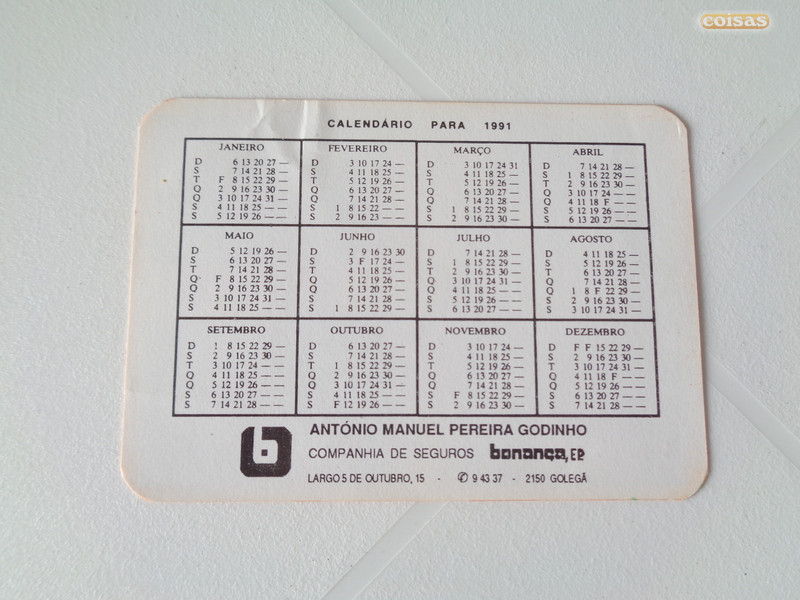 coisas
CALENDÁRIO PARA 1991
JANEIRO
D 6 13 20 27 —
S 7 14 21 28 —
T F 8 15 22 29 —
Q 2 9 16 23 30 —
Q 3 10 17 24 31 —
S 4 11 18 25 — —
S 5 12 19 26 — —
FEVEREIRO
D 3 10 17 24 —
S 4 11 18 25 —
T 5 12 19 26 —
Q 6 13 20 27 —
Q 7 14 21 28 —
S 1 8 15 22 — —
S 2 9 16 23 — —
MARÇO
D 3 10 17 24 31
S 4 11 18 25 —
T 5 12 19 26 —
Q 6 13 20 27 —
Q 7 14 21 28 —
S 1 8 15 22 29 —
S 2 9 16 23 30 —
ABRIL
D 7 14 21 28 —
S 1 8 15 22 29 —
T 2 9 16 23 30 —
Q 3 10 17 24 — —
Q 4 11 18 F — —
S 5 12 19 26 — —
S 6 13 20 27 — —
MAIO
D 5 12 19 26 —
S 6 13 20 27 —
T 7 14 21 28 —
Q F 8 15 22 29 —
Q 2 9 16 23 30 —
S 3 10 17 24 31 —
S 4 11 18 25 — —
JUNHO
D 2 9 16 23 30
S 3 F 17 24 —
T 4 11 18 25 —
Q 5 12 19 26 —
Q 6 13 20 27 —
S 7 14 21 28 —
S 1 8 15 22 29 —
JULHO
D 7 14 21 28 —
S 1 8 15 22 29 —
T 2 9 16 23 30 —
Q 3 10 17 24 31 —
Q 4 11 18 25 — —
S 5 12 19 26 — —
S 6 13 20 27 — —
AGOSTO
D 4 11 18 25 —
S 5 12 19 26 —
T 6 13 20 27 —
Q 7 14 21 28 —
Q 1 8 F 22 29 —
S 2 9 16 23 30 —
S 3 10 17 24 31 —
SETEMBRO
D 1 8 15 22 29 —
S 2 9 16 23 30 —
T 3 10 17 24 — —
Q 4 11 18 25 — —
Q 5 12 19 26 — —
S 6 13 20 27 — —
S 7 14 21 28 — —
OUTUBRO
D 6 13 20 27 —
S 7 14 21 28 —
T 1 8 15 22 29 —
Q 2 9 16 23 30 —
Q 3 10 17 24 31 —
S 4 11 18 25 — —
S F 12 19 26 — —
NOVEMBRO
D 3 10 17 24 —
S 4 11 18 25 —
T 5 12 19 26 —
Q 6 13 20 27 —
Q 7 14 21 28 —
S F 8 15 22 29 —
S 2 9 16 23 30 —
DEZEMBRO
D F F 15 22 29 —
S 2 9 16 23 30 —
T 3 10 17 24 31 —
Q 4 11 18 F — —
Q 5 12 19 26 — —
S 6 13 20 27 — —
S 7 14 21 28 — —
b
ANTÓNIO MANUEL PEREIRA GODINHO
COMPANHIA DE SEGUROS bonança, EP
LARGO 5 DE OUTUBRO, 15 - ✆ 9 43 37 - 2150 GOLEGÃ